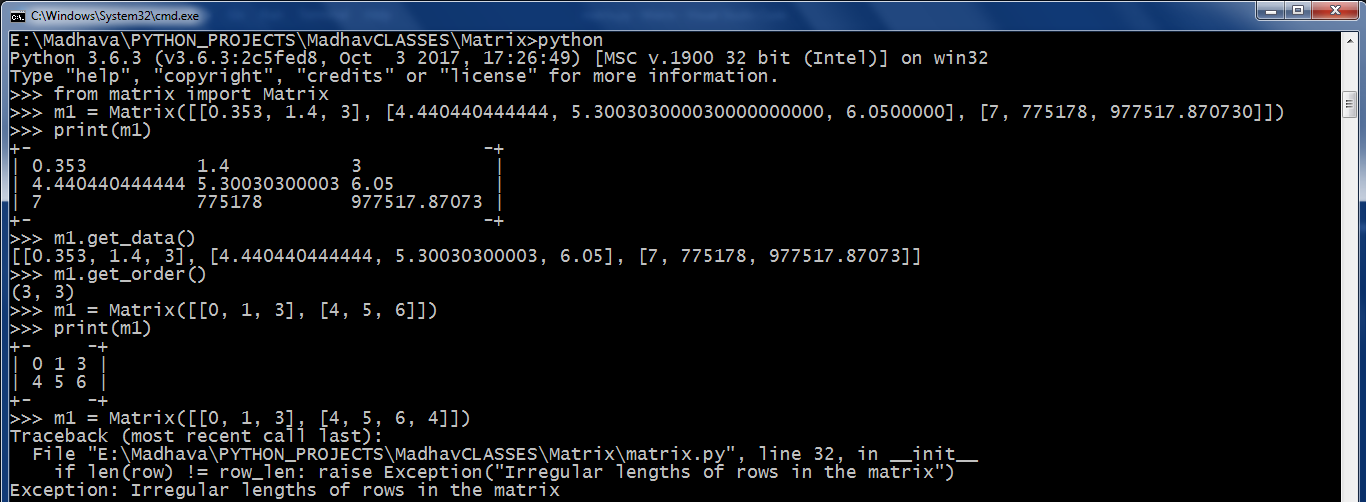 C:\Windows\System32\cmd.exe
E:\Madhava\PYTHON_PROJECTS\MadhavCLASSES\Matrix>python
Python 3.6.3 (v3.6.3:2c5fed8, Oct  3 2017, 17:26:49) [MSC v.1900 32 bit (Intel)] on win32
Type "help", "copyright", "credits" or "license" for more information.
>>> from matrix import Matrix
>>> m1 = Matrix([[0.353, 1.4, 3], [4.440440444444, 5.300303000030000000000, 6.0500000], [7, 775178, 977517.870730]])
>>> print(m1)
+-                                        -+
| 0.353          1.4           3            |
| 4.440440444444 5.30030300003 6.05         |
| 7              775178        977517.87073 |
+-                                        -+
>>> m1.get_data()
[[0.353, 1.4, 3], [4.440440444444, 5.30030300003, 6.05], [7, 775178, 977517.87073]]
>>> m1.get_order()
(3, 3)
>>> m1 = Matrix([[0, 1, 3], [4, 5, 6]])
>>> print(m1)
+-     -+
| 0 1 3 |
| 4 5 6 |
+-     -+
>>> m1 = Matrix([[0, 1, 3], [4, 5, 6, 4]])
Traceback (most recent call last):
  File "E:\Madhava\PYTHON_PROJECTS\MadhavCLASSES\Matrix\matrix.py", line 32, in __init__
    if len(row) != row_len: raise Exception("Irregular lengths of rows in the matrix")
Exception: Irregular lengths of rows in the matrix